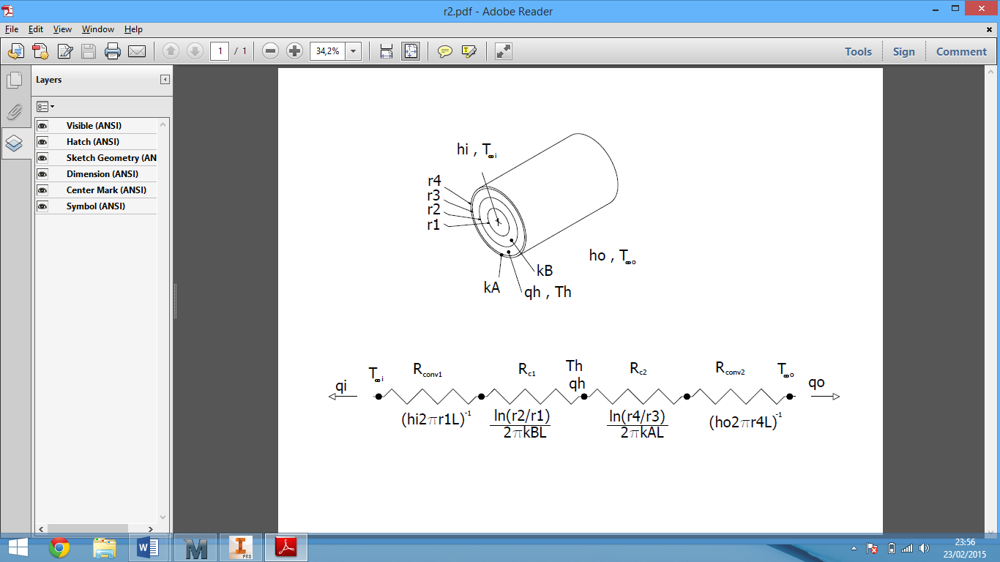 r2.pdf - Adobe Reader
File Edit View Window Help
1 / 1 34,2% Tools Sign Comment
Layers
Visible (ANSI)
Hatch (ANSI)
Sketch Geometry (AN
Dimension (ANSI)
Center Mark (ANSI)
Symbol (ANSI)
hi , T∞i
r4
r3
r2
r1
ho , T∞o
kB
kA
qh , Th
qi T∞i Rconv1 Rc1 Th Rc2 Rconv2 T∞o qo
qh
(hi2πr1L)⁻¹ ln(r2/r1) ln(r4/r3) (ho2πr4L)⁻¹
2πkBL 2πkAL
W M I PRO
23:56
23/02/2015